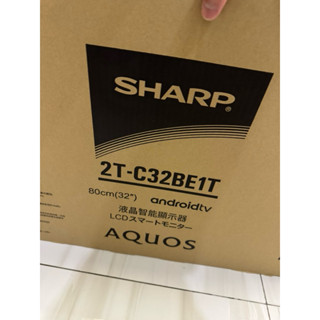 SHARP
2T-C32BE1T
80cm(32") androidtv
液晶智能顯示器
LCDスマートモニター
AQUOS